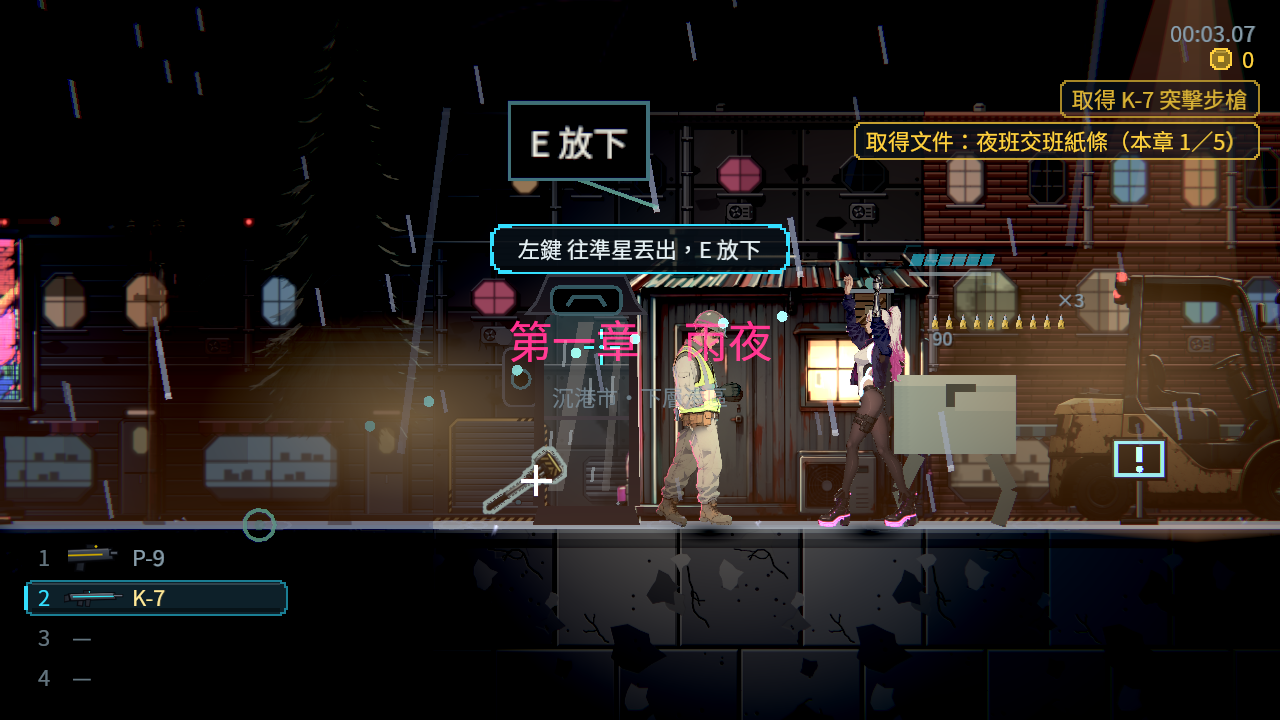 00:03.07
0
取得 K-7 突擊步槍
取得文件：夜班交班紙條（本章 1／5）
E 放下
左鍵 往準星丟出，E 放下
×3
90
第一章 雨夜
沉港市・下層
!
1 P-9
2 K-7
3 —
4 —